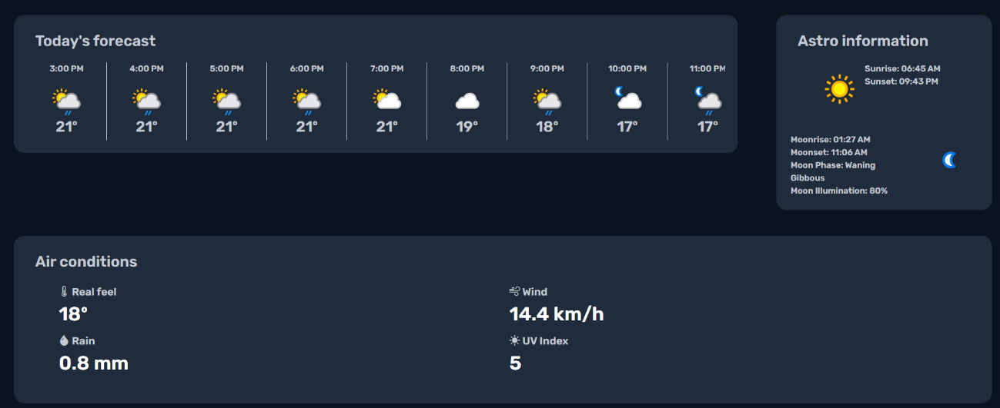 Today's forecast
3:00 PM
4:00 PM
5:00 PM
6:00 PM
7:00 PM
8:00 PM
9:00 PM
10:00 PM
11:00 PM
21°
21°
21°
21°
21°
19°
18°
17°
17°
Astro information
Sunrise: 06:45 AM
Sunset: 09:43 PM
Moonrise: 01:27 AM
Moonset: 11:06 AM
Moon Phase: Waning
Gibbous
Moon Illumination: 80%
Air conditions
Real feel
18°
Wind
14.4 km/h
Rain
0.8 mm
UV Index
5